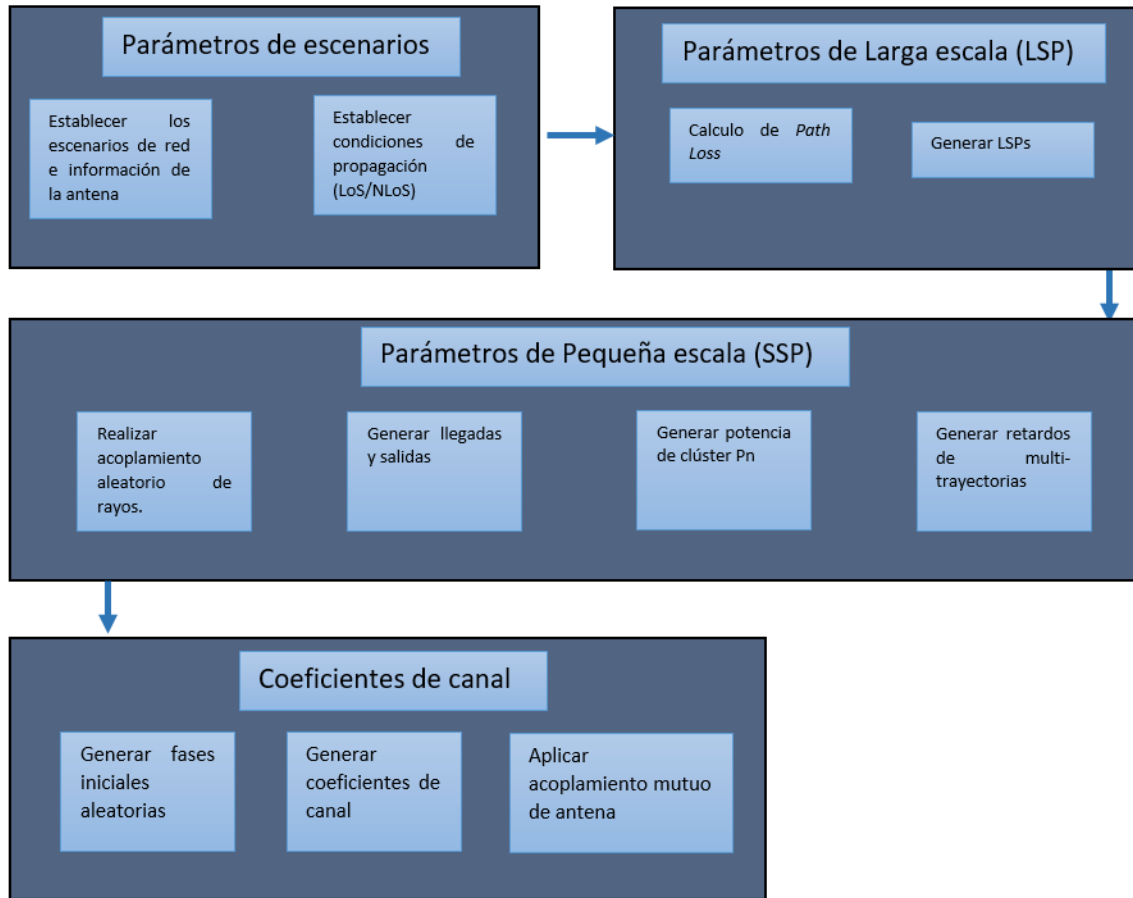 Parámetros de escenarios
Establecer los
escenarios de red
e información de
la antena
Establecer
condiciones de
propagación
(LoS/NLoS)
Parámetros de Larga escala (LSP)
Calculo de Path
Loss
Generar LSPs
Parámetros de Pequeña escala (SSP)
Realizar
acoplamiento
aleatorio de
rayos.
Generar llegadas
y salidas
Generar potencia
de clúster Pn
Generar retardos
de multi-
trayectorias
Coeficientes de canal
Generar fases
iniciales
aleatorias
Generar
coeficientes de
canal
Aplicar
acoplamiento mutuo
de antena